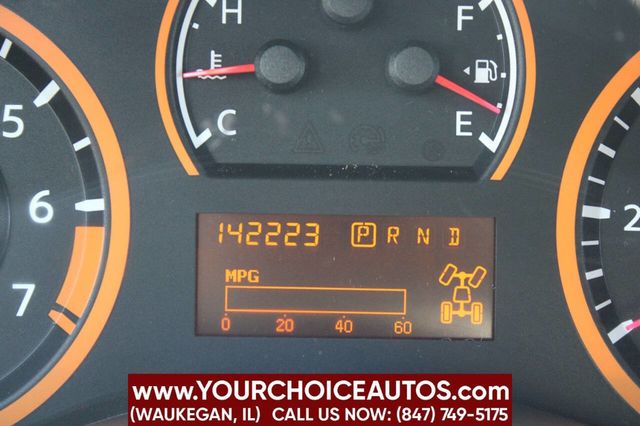 H
F
C
E
5
6
7
2
142223 P R N D
MPG
0 20 40 60
www.YOURCHOICEAUTOS.com
(WAUKEGAN, IL) CALL US NOW: (847) 749-5175